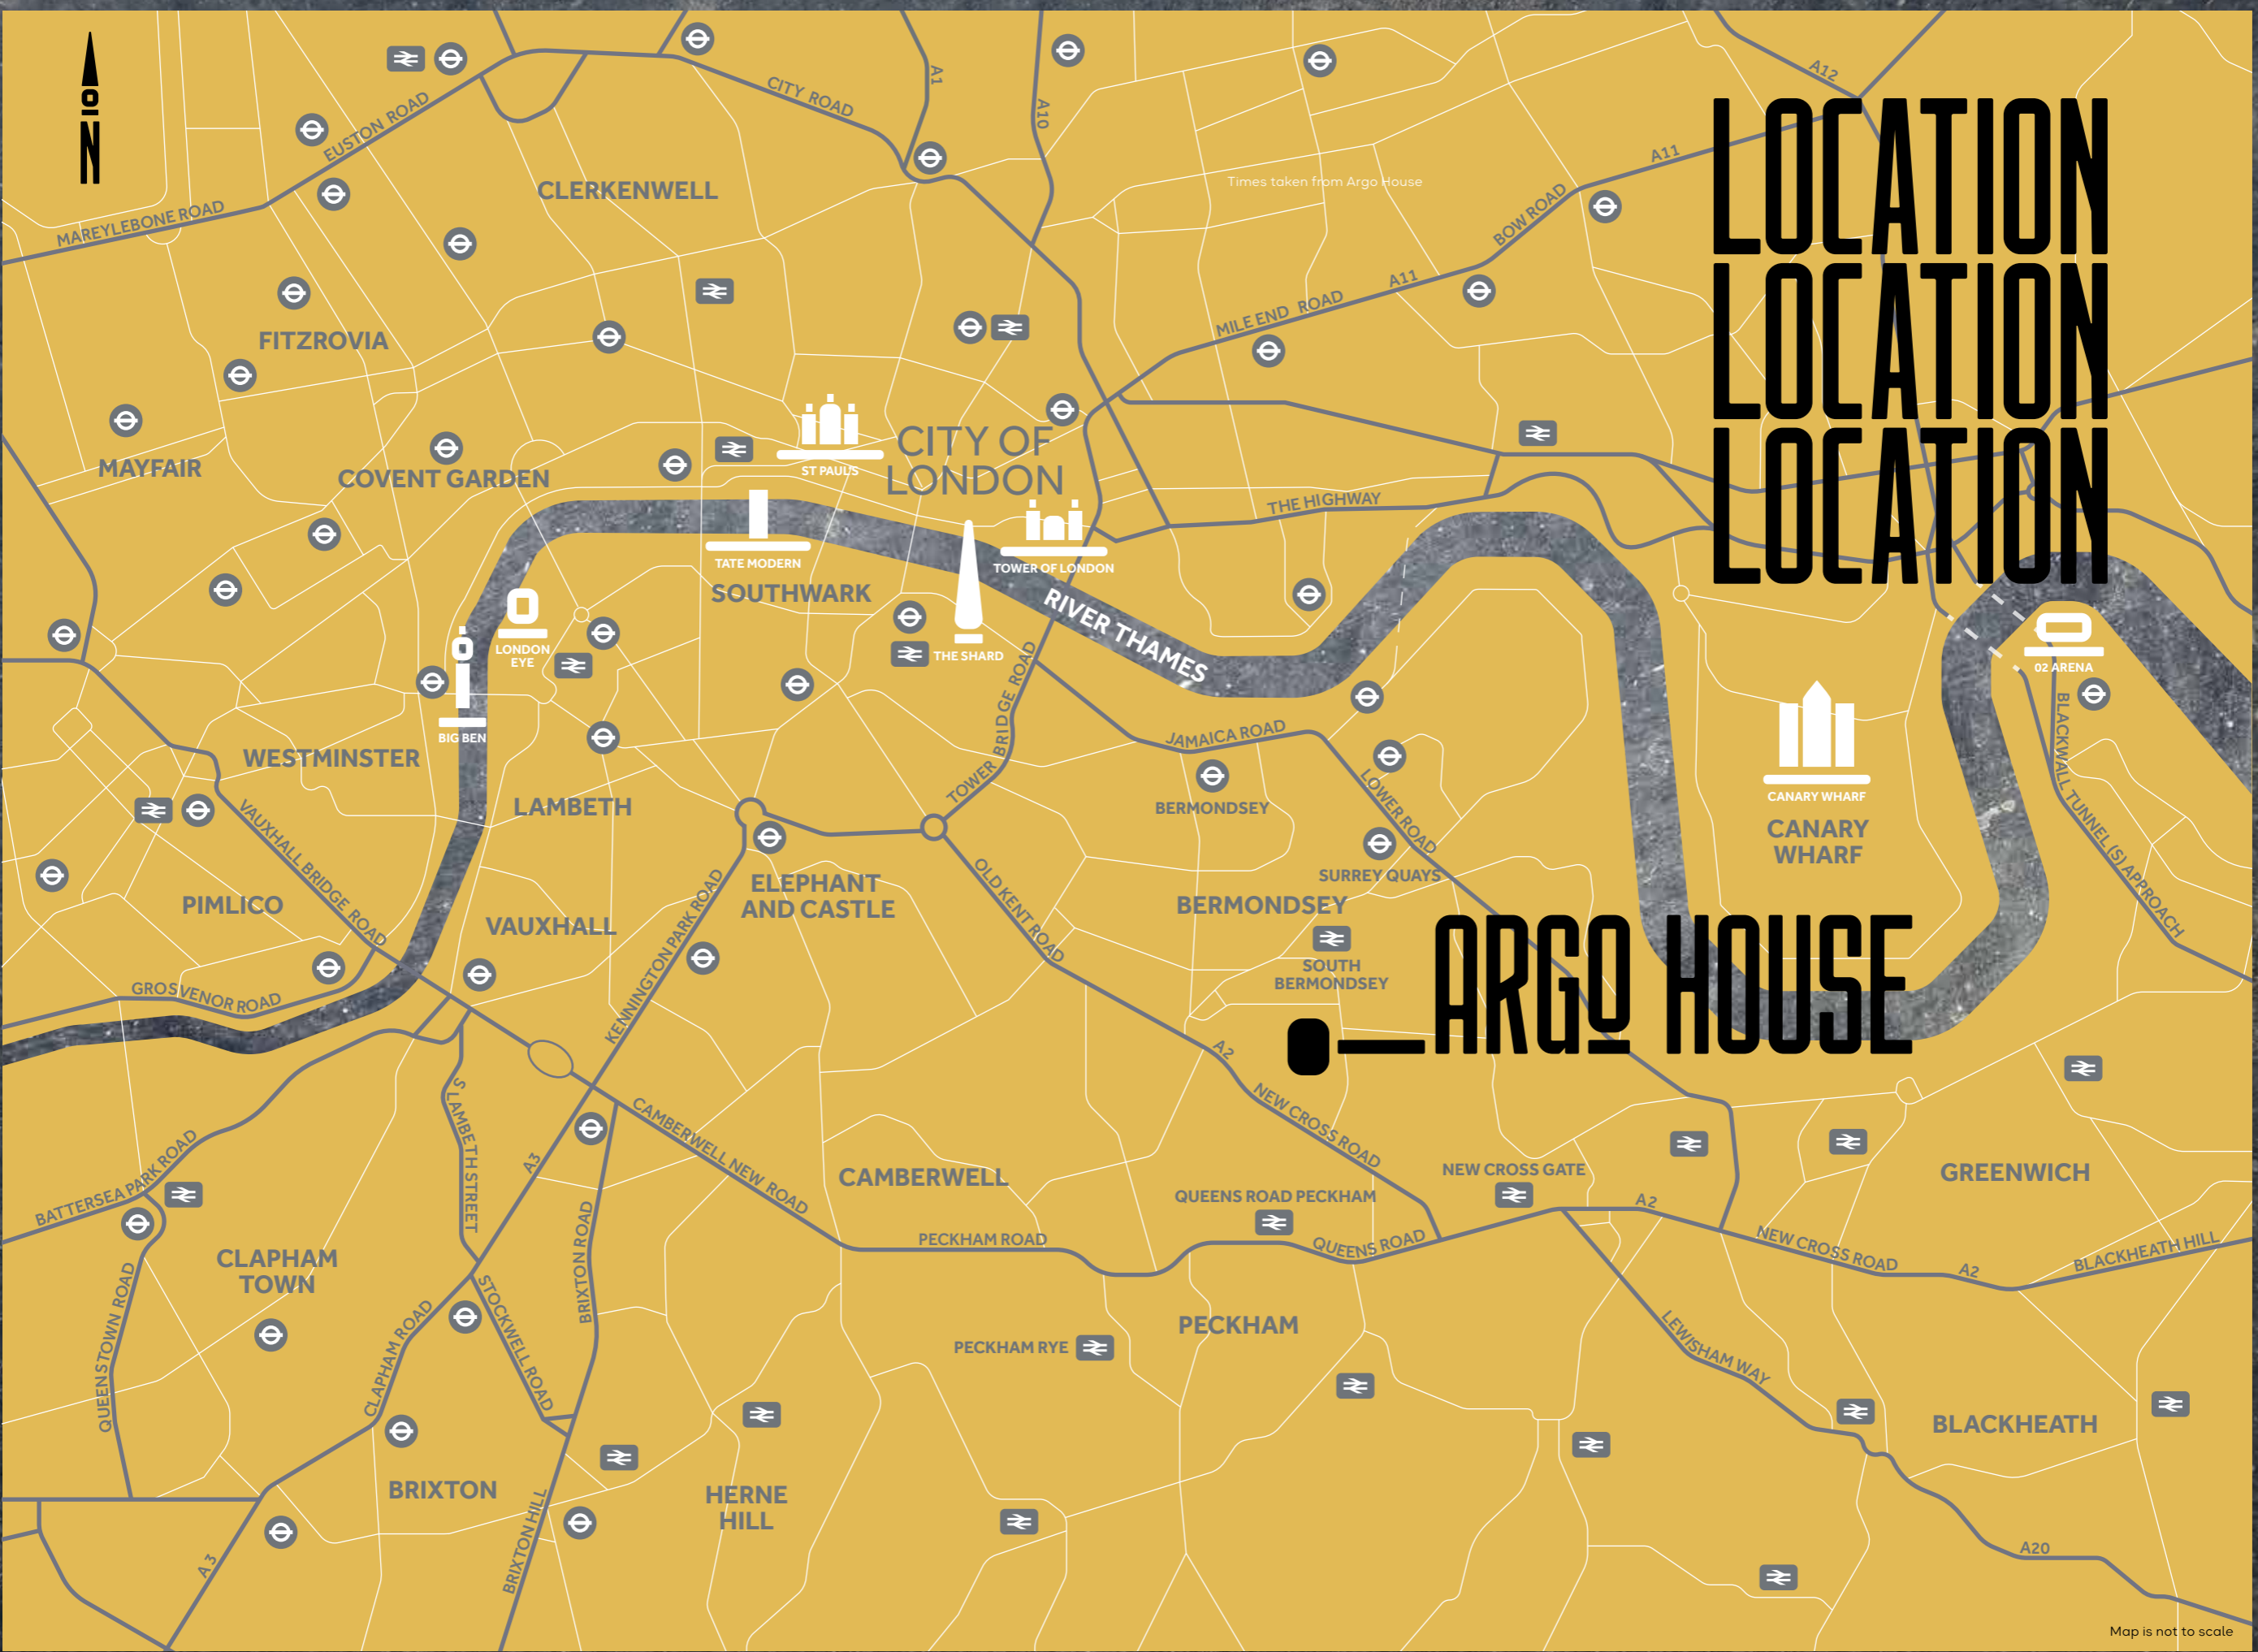 N
LOCATION
LOCATION
LOCATION
EUSTON ROAD
MAREYLEBONE ROAD
CITY ROAD
A1
A10
A12
A11
BOW ROAD
A11
MILE END ROAD
Times taken from Argo House
CLERKENWELL
FITZROVIA
MAYFAIR
COVENT GARDEN
ST PAUL'S
CITY OF
LONDON
THE HIGHWAY
TATE MODERN
TOWER OF LONDON
SOUTHWARK
RIVER THAMES
LONDON
EYE
THE SHARD
02 ARENA
BIG BEN
WESTMINSTER
LAMBETH
TOWER BRIDGE ROAD
JAMAICA ROAD
LOWER ROAD
BERMONDSEY
SURREY QUAYS
CANARY WHARF
CANARY
WHARF
BLACKWALL TUNNEL (S) APPROACH
VAUXHALL BRIDGE ROAD
PIMLICO
VAUXHALL
ELEPHANT
AND CASTLE
OLD KENT ROAD
KENNINGTON PARK ROAD
BERMONDSEY
SOUTH
BERMONDSEY
ARGO HOUSE
GROSVENOR ROAD
A2
NEW CROSS ROAD
S LAMBETH STREET
A3
CAMBERWELL NEW ROAD
BATTERSEA PARK ROAD
CAMBERWELL
NEW CROSS GATE
QUEENS ROAD PECKHAM
GREENWICH
A2
PECKHAM ROAD
QUEENS ROAD
NEW CROSS ROAD
A2
BLACKHEATH HILL
CLAPHAM
TOWN
QUEENSTOWN ROAD
BRIXTON ROAD
STOCKWELL ROAD
CLAPHAM ROAD
PECKHAM
PECKHAM RYE
LEWISHAM WAY
BLACKHEATH
BRIXTON
HERNE
HILL
BRIXTON HILL
A3
A20
Map is not to scale